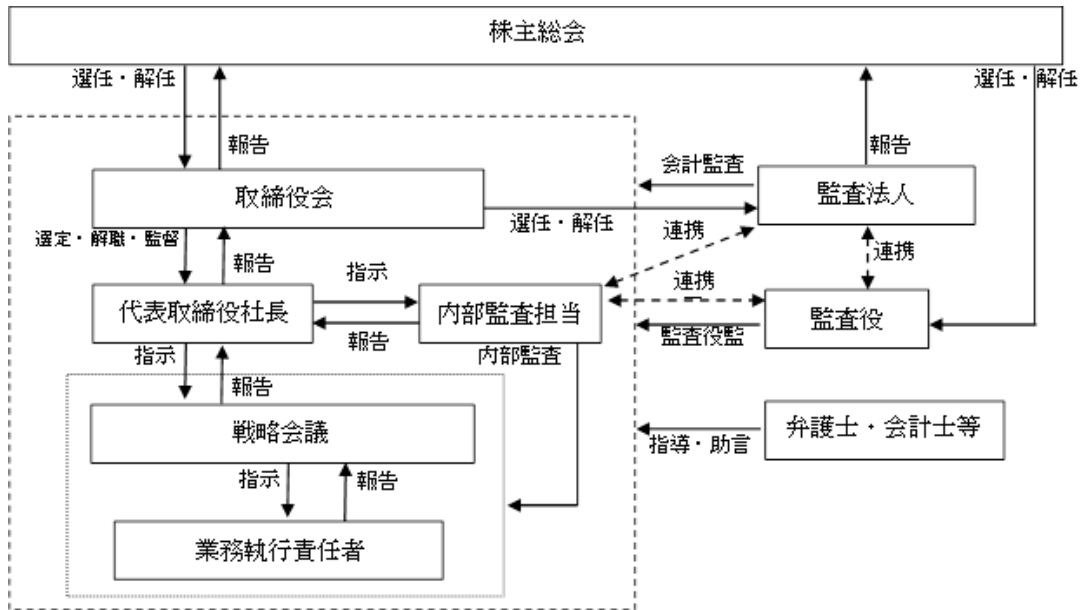 株主総会
選任・解任
選任・解任
報告
報告
会計監査
取締役会
監査法人
選任・解任
選定・解職・監督
連携
連携
報告
指示
連携
代表取締役社長
内部監査担当
監査役
報告
監査役監
指示
内部監査
報告
戦略会議
弁護士・会計士等
指導・助言
指示
報告
業務執行責任者